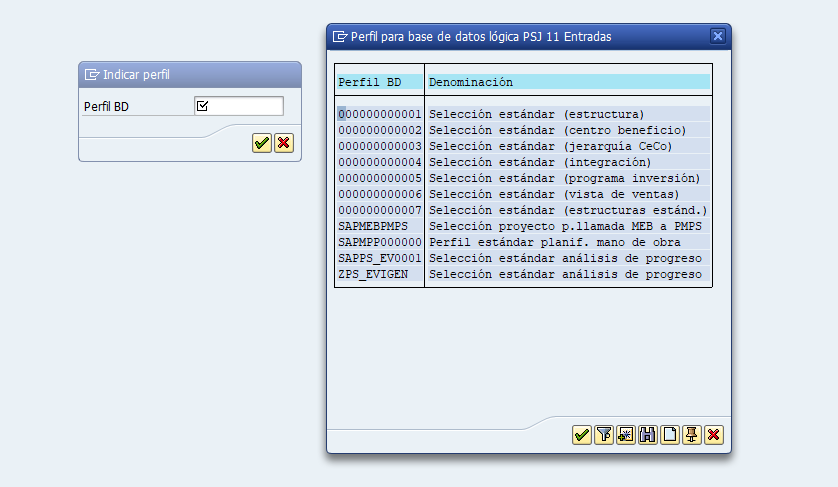 Indicar perfil
Perfil BD
Perfil para base de datos lógica PSJ 11 Entradas
Perfil BD Denominación
000000000001 Selección estándar (estructura)
000000000002 Selección estándar (centro beneficio)
000000000003 Selección estándar (jerarquía CeCo)
000000000004 Selección estándar (integración)
000000000005 Selección estándar (programa inversión)
000000000006 Selección estándar (vista de ventas)
000000000007 Selección estándar (estructuras estánd.)
SAPMEBPMPS Selección proyecto p.llamada MEB a PMPS
SAPMPP000000 Perfil estándar planif. mano de obra
SAPPS_EV0001 Selección estándar análisis de progreso
ZPS_EVIGEN Selección estándar análisis de progreso